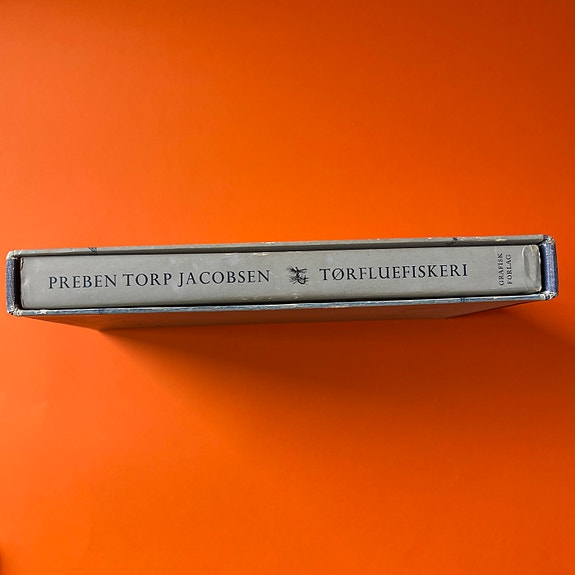 PREBEN TORP JACOBSEN TØRFLUEFISKERI
GRAFISK
FORLAG